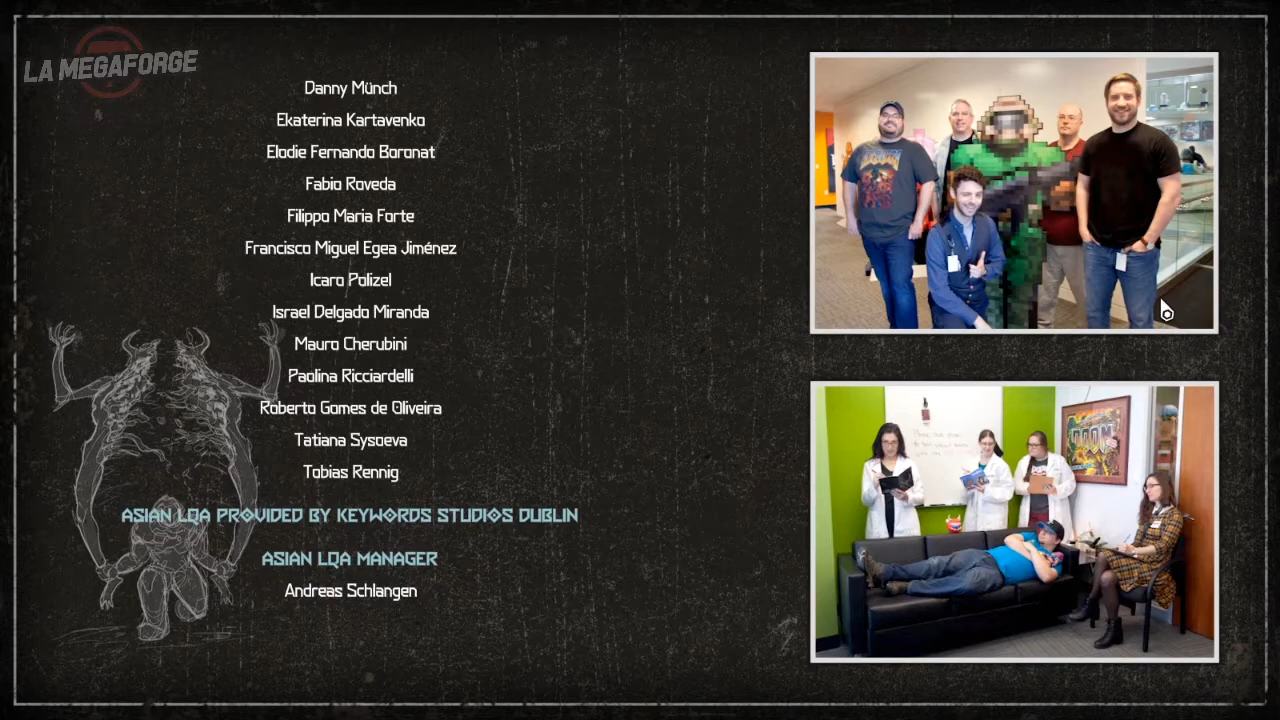 LA MEGAFORGE
Danny Münch
Ekaterina Kartavenko
Elodie Fernando Boronat
Fabio Roveda
Filippo Maria Forte
Francisco Miguel Egea Jiménez
Icaro Polizel
Israel Delgado Miranda
Mauro Cherubini
Paolina Ricciardelli
Roberto Gomes de Oliveira
Tatiana Sysoeva
Tobias Rennig
ASIAN LQA PROVIDED BY KEYWORDS STUDIOS DUBLIN
ASIAN LQA MANAGER
Andreas Schlangen
DOOM
DOOM